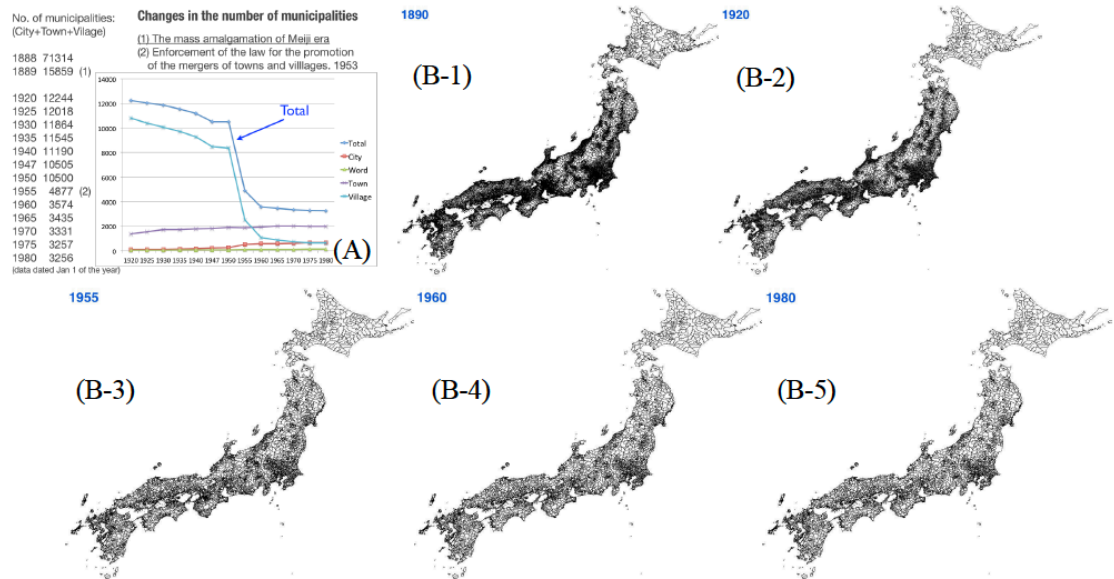 No. of municipalities:
(City+Town+Vilage)
1888 71314
1889 15859 (1)
1920 12244
1925 12018
1930 11864
1935 11545
1940 11190
1947 10505
1950 10500
1955 4877 (2)
1960 3574
1965 3435
1970 3331
1975 3257
1980 3256
(data dated Jan 1 of the year)
Changes in the number of municipalities
(1) The mass amalgamation of Meiji era
(2) Enforcement of the law for the promotion
of the mergers of towns and villlages. 1953
14000
12000
10000
8000
6000
4000
2000
0
1920 1925 1930 1935 1940 1947 1950 1955 1960 1965 1970 1975 1980
Total
Total
City
Word
Town
Village
(A)
1890
(B-1)
1920
(B-2)
1955
(B-3)
1960
(B-4)
1980
(B-5)